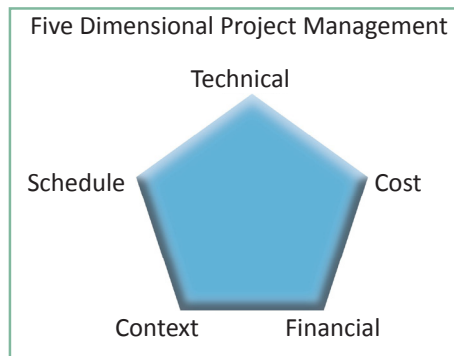 Five Dimensional Project Management
Technical
Schedule
Cost
Context
Financial